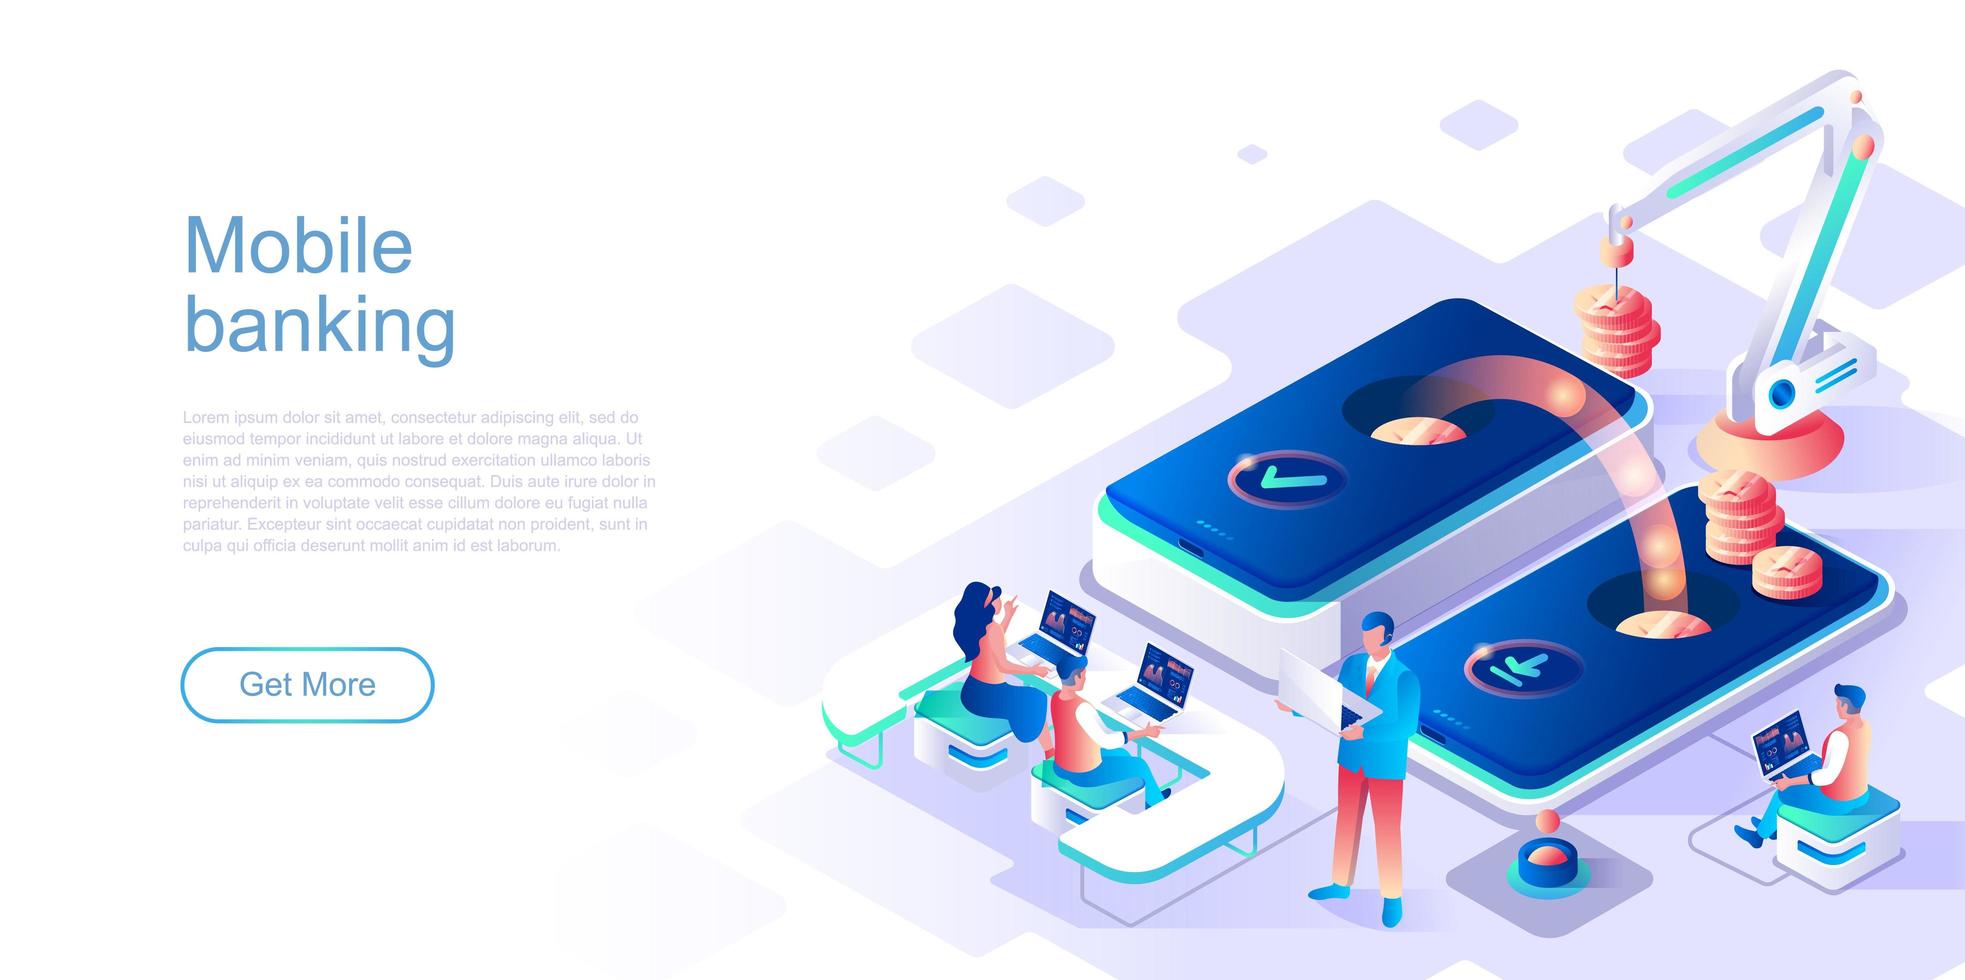 Mobile
banking
Lorem ipsum dolor sit amet, consectetur adipiscing elit, sed do
eiusmod tempor incididunt ut labore et dolore magna aliqua. Ut
enim ad minim veniam, quis nostrud exercitation ullamco laboris
nisi ut aliquip ex ea commodo consequat. Duis aute irure dolor in
reprehenderit in voluptate velit esse cillum dolore eu fugiat nulla
pariatur. Excepteur sint occaecat cupidatat non proident, sunt in
culpa qui officia deserunt mollit anim id est laborum.
Get More